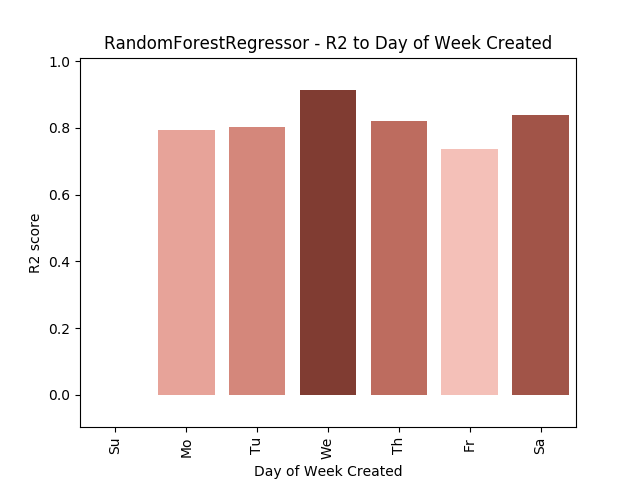 RandomForestRegressor - R2 to Day of Week Created
1.0
0.8
0.6
0.4
0.2
0.0
R2 score
Su Mo Tu We Th Fr Sa
Day of Week Created